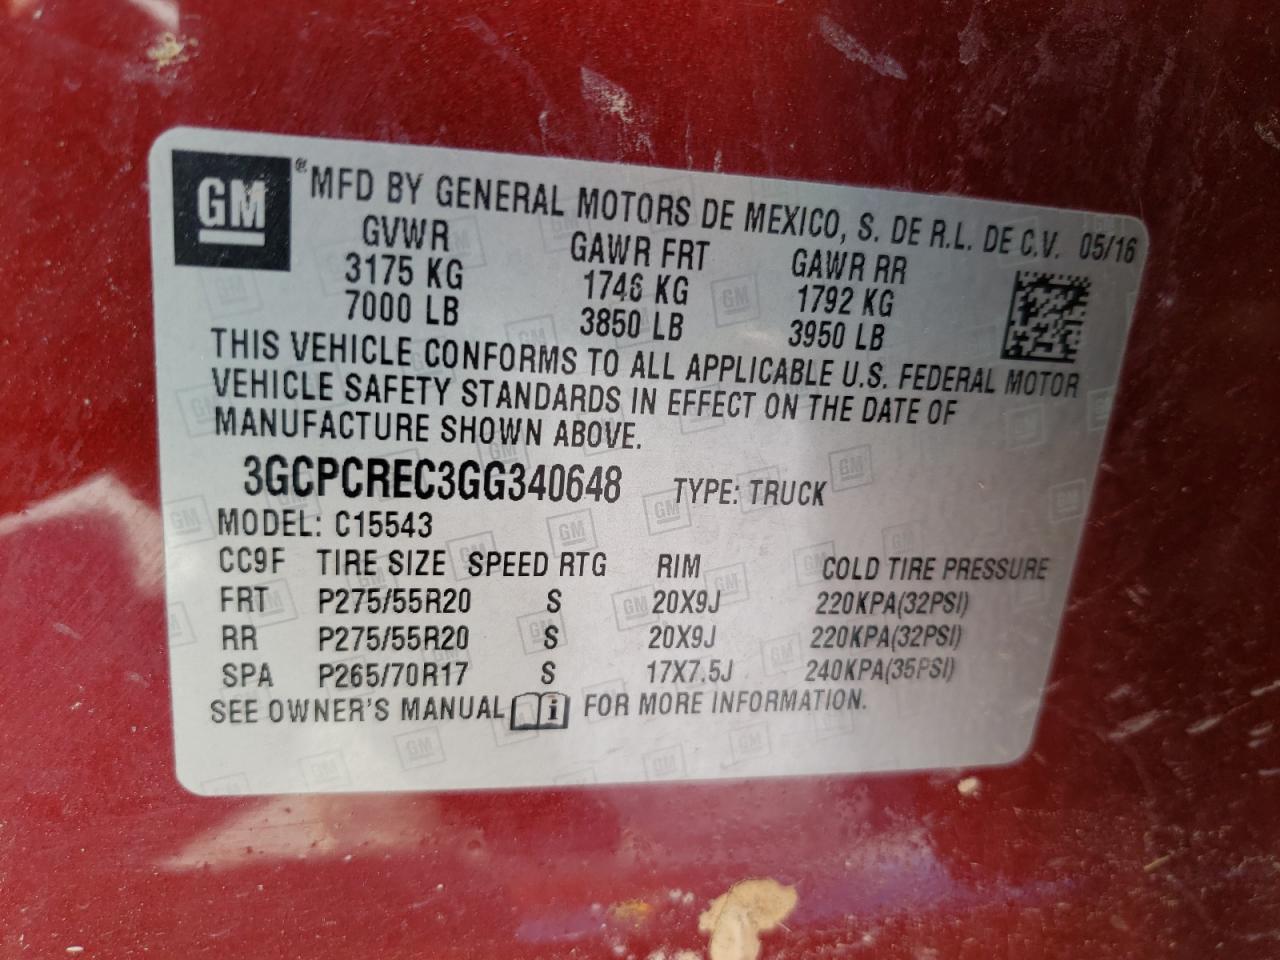 GM ® MFD BY GENERAL MOTORS DE MEXICO, S. DE R.L. DE C.V. 05/16
GVWR GAWR FRT GAWR RR
3175 KG 1746 KG 1792 KG
7000 LB 3850 LB 3950 LB
THIS VEHICLE CONFORMS TO ALL APPLICABLE U.S. FEDERAL MOTOR
VEHICLE SAFETY STANDARDS IN EFFECT ON THE DATE OF
MANUFACTURE SHOWN ABOVE.
3GCPCREC3GG340648 TYPE: TRUCK
MODEL: C15543
CC9F TIRE SIZE SPEED RTG RIM COLD TIRE PRESSURE
FRT P275/55R20 S 20X9J 220KPA(32PSI)
RR P275/55R20 S 20X9J 220KPA(32PSI)
SPA P265/70R17 S 17X7.5J 240KPA(35PSI)
SEE OWNER'S MANUAL i FOR MORE INFORMATION.